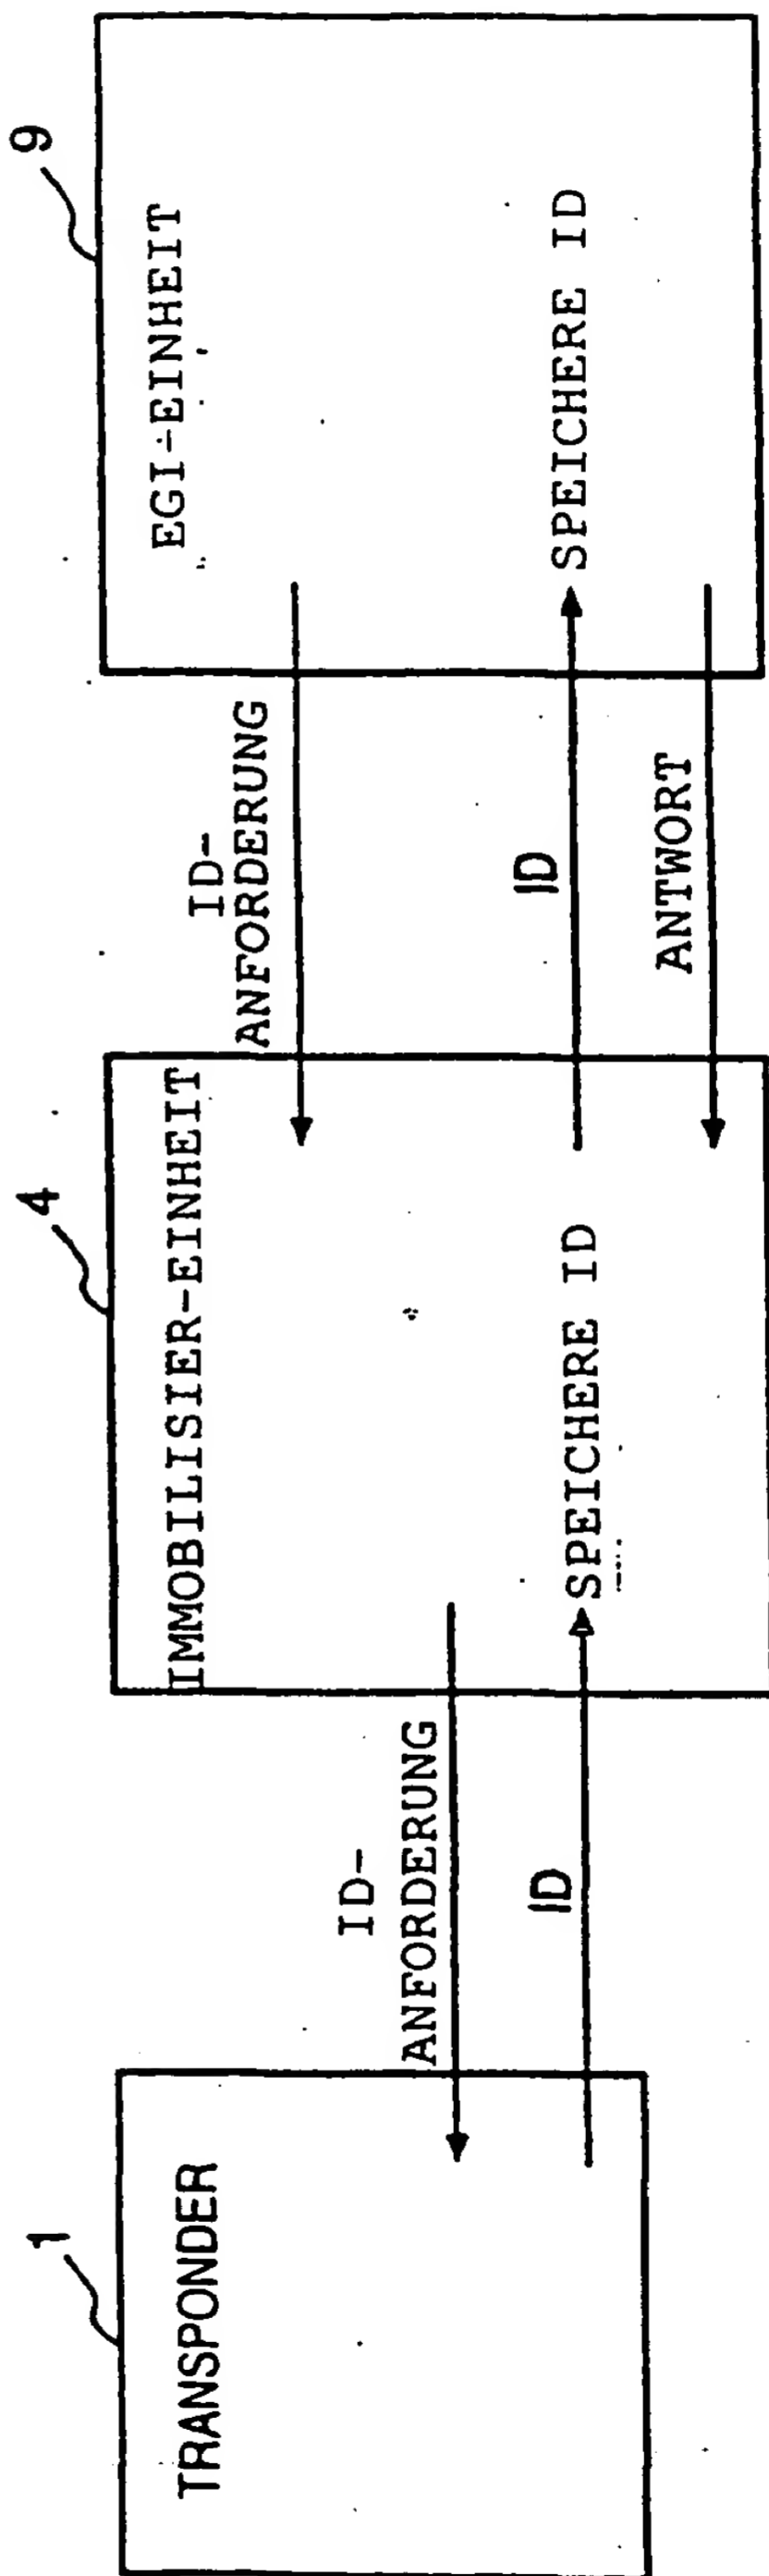 1
TRANSPONDER
ID-
ANFORDERUNG
ID
4
IMMOBILISIER-EINHEIT
SPEICHERE ID
ID-
ANFORDERUNG
ID
ANTWORT
9
EGI-EINHEIT
SPEICHERE ID